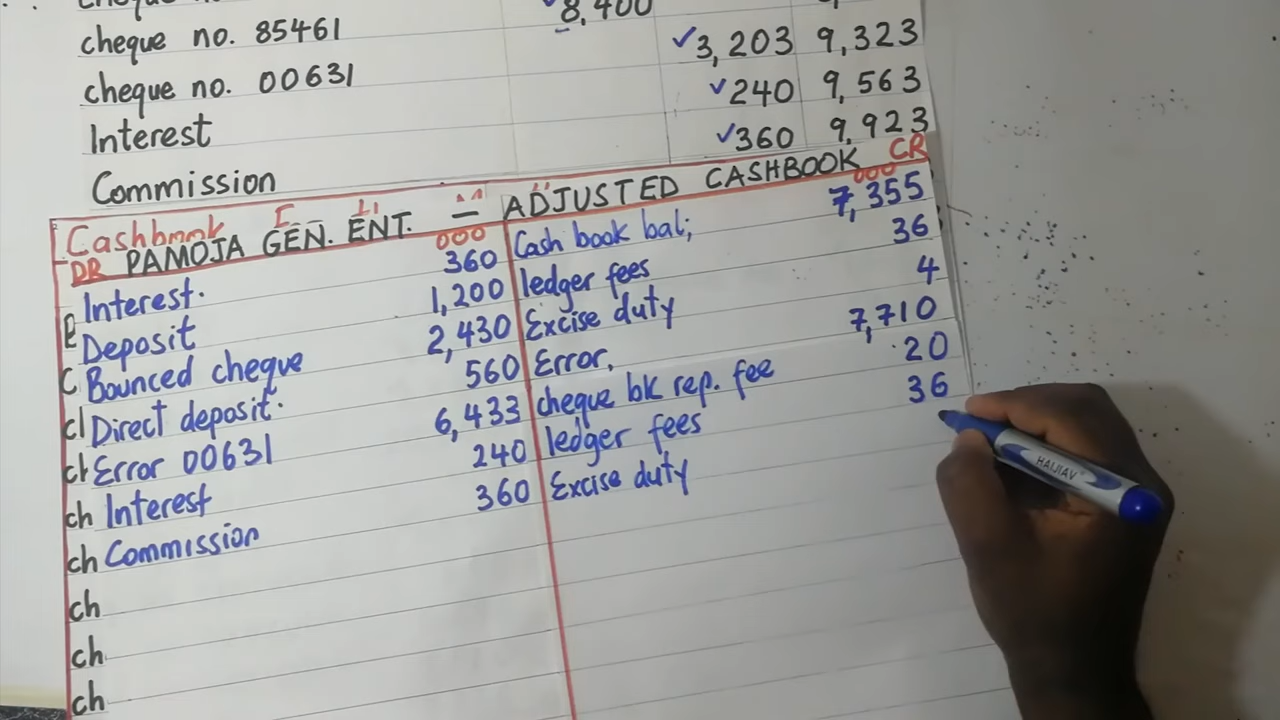 8,400
cheque no. 85461 3,203 9,323
cheque no. 00631 240 9,563
Interest 360 9,923
Commission
Cashbook
DR PAMOJA GEN. ENT. – ADJUSTED CASHBOOK CR
000 000
Interest. 360 Cash book bal; 7,355
Deposit 1,200 ledger fees 36
Bounced cheque 2,430 Excise duty 4
Direct deposit. 560 Error, 7,710
Error 00631 6,433 cheque bk rep. fee 20
Interest 240 ledger fees 36
Commission 360 Excise duty
ch
ch
ch
ch
ch
HAIJIAV